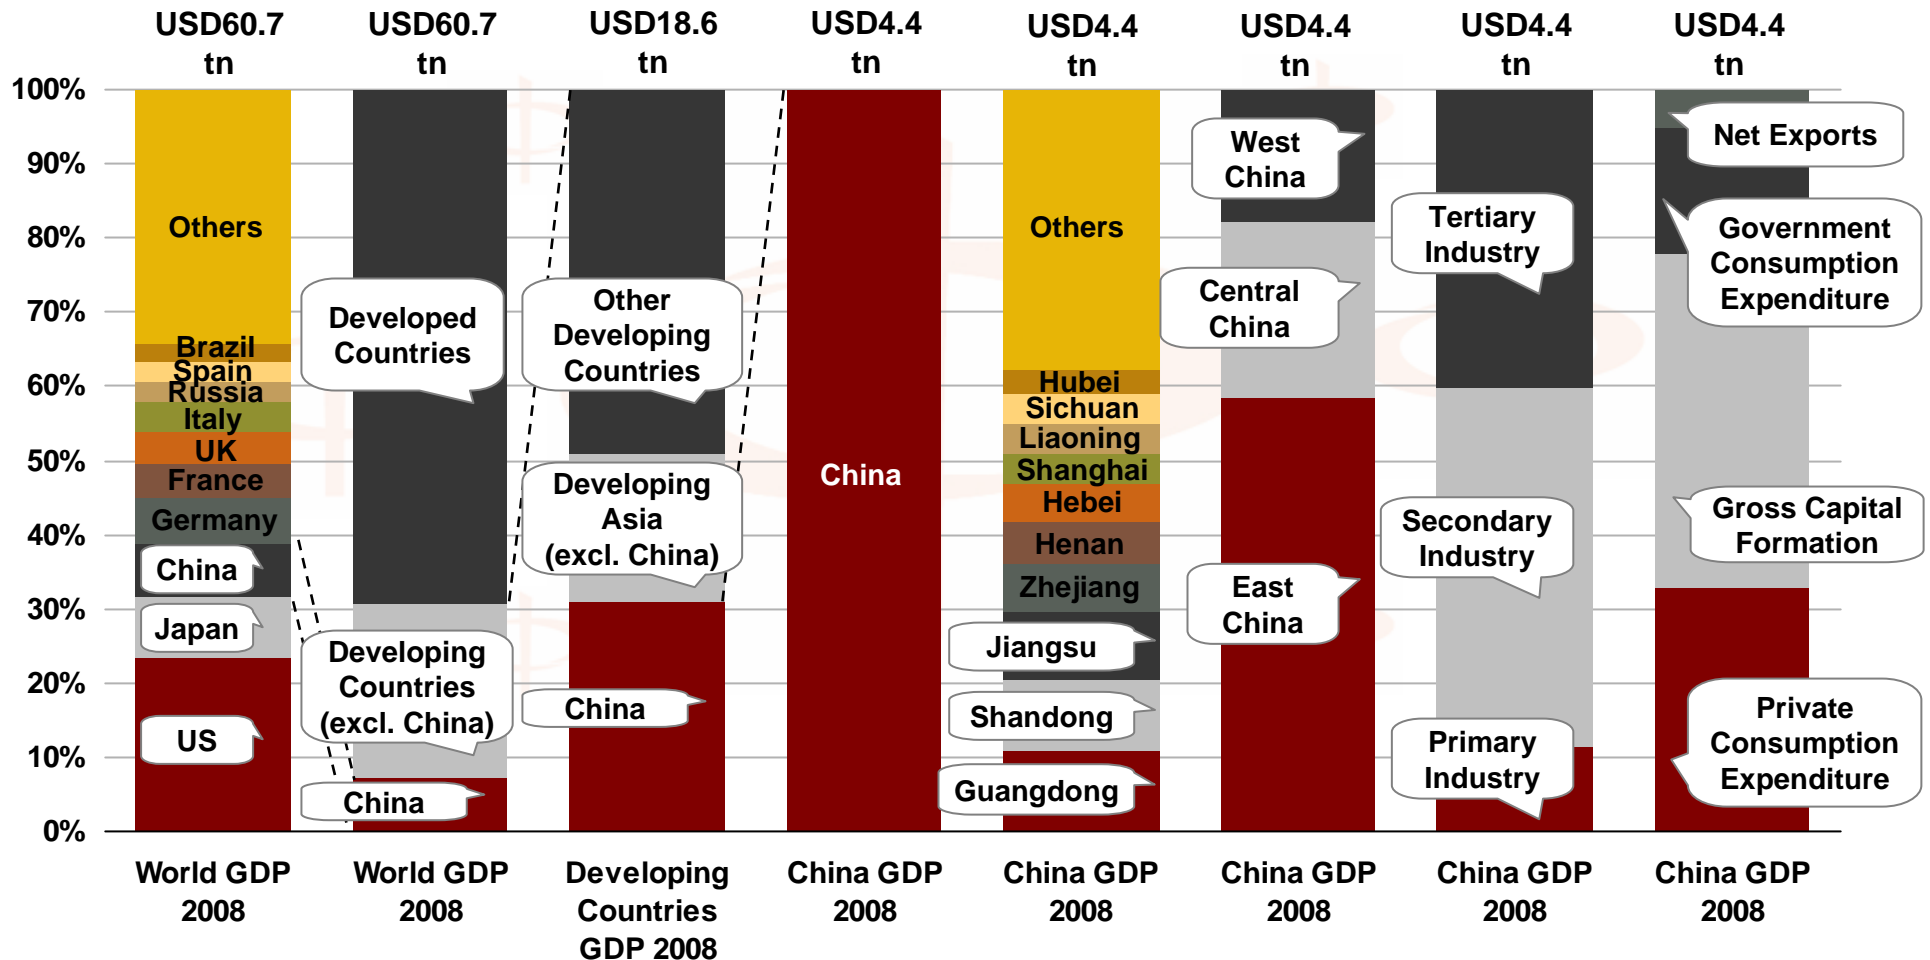 USD60.7
tn
USD60.7
tn
USD18.6
tn
USD4.4
tn
USD4.4
tn
USD4.4
tn
USD4.4
tn
USD4.4
tn
100%
90%
80%
70%
60%
50%
40%
30%
20%
10%
0%
Others
Brazil
Spain
Russia
Italy
UK
France
Germany
China
Japan
US
Developed
Countries
Developing
Countries
(excl. China)
China
Other
Developing
Countries
Developing
Asia
(excl. China)
China
China
Others
Hubei
Sichuan
Liaoning
Shanghai
Hebei
Henan
Zhejiang
Jiangsu
Shandong
Guangdong
West
China
Central
China
East
China
Tertiary
Industry
Secondary
Industry
Primary
Industry
Net Exports
Government
Consumption
Expenditure
Gross Capital
Formation
Private
Consumption
Expenditure
World GDP
2008
World GDP
2008
Developing
Countries
GDP 2008
China GDP
2008
China GDP
2008
China GDP
2008
China GDP
2008
China GDP
2008